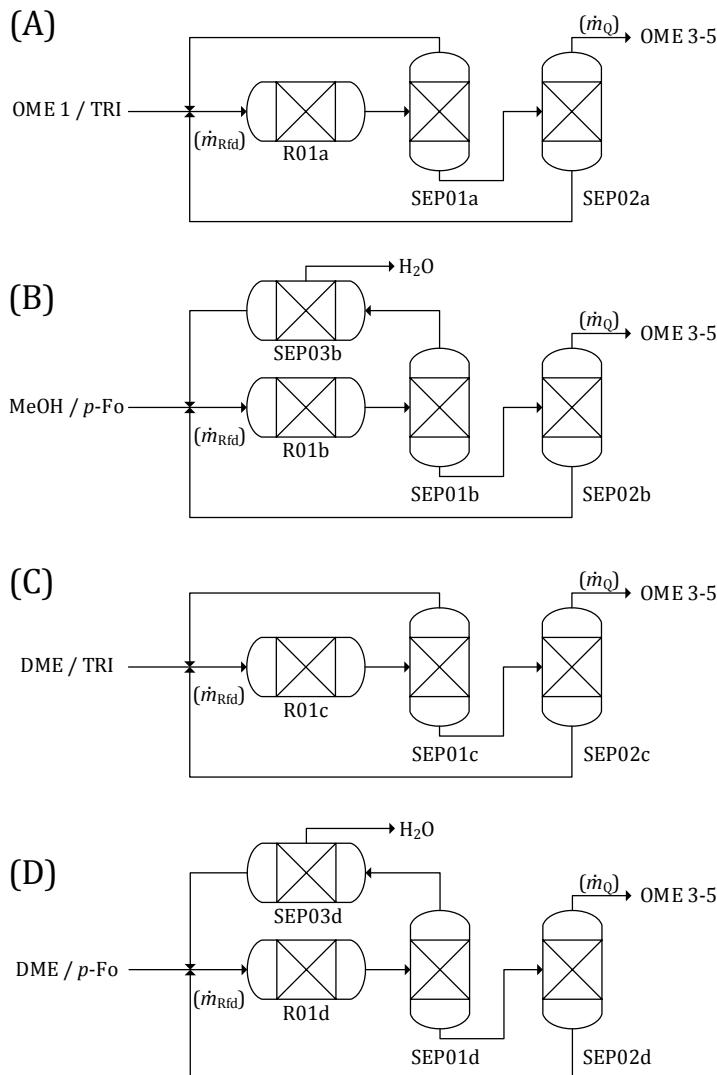 (A)
(ṁQ)
OME 3-5
OME 1 / TRI
(ṁRfd)
R01a
SEP01a
SEP02a
(B)
H₂O
(ṁQ)
OME 3-5
SEP03b
MeOH / p-Fo
(ṁRfd)
R01b
SEP01b
SEP02b
(C)
(ṁQ)
OME 3-5
DME / TRI
(ṁRfd)
R01c
SEP01c
SEP02c
(D)
H₂O
(ṁQ)
OME 3-5
SEP03d
DME / p-Fo
(ṁRfd)
R01d
SEP01d
SEP02d